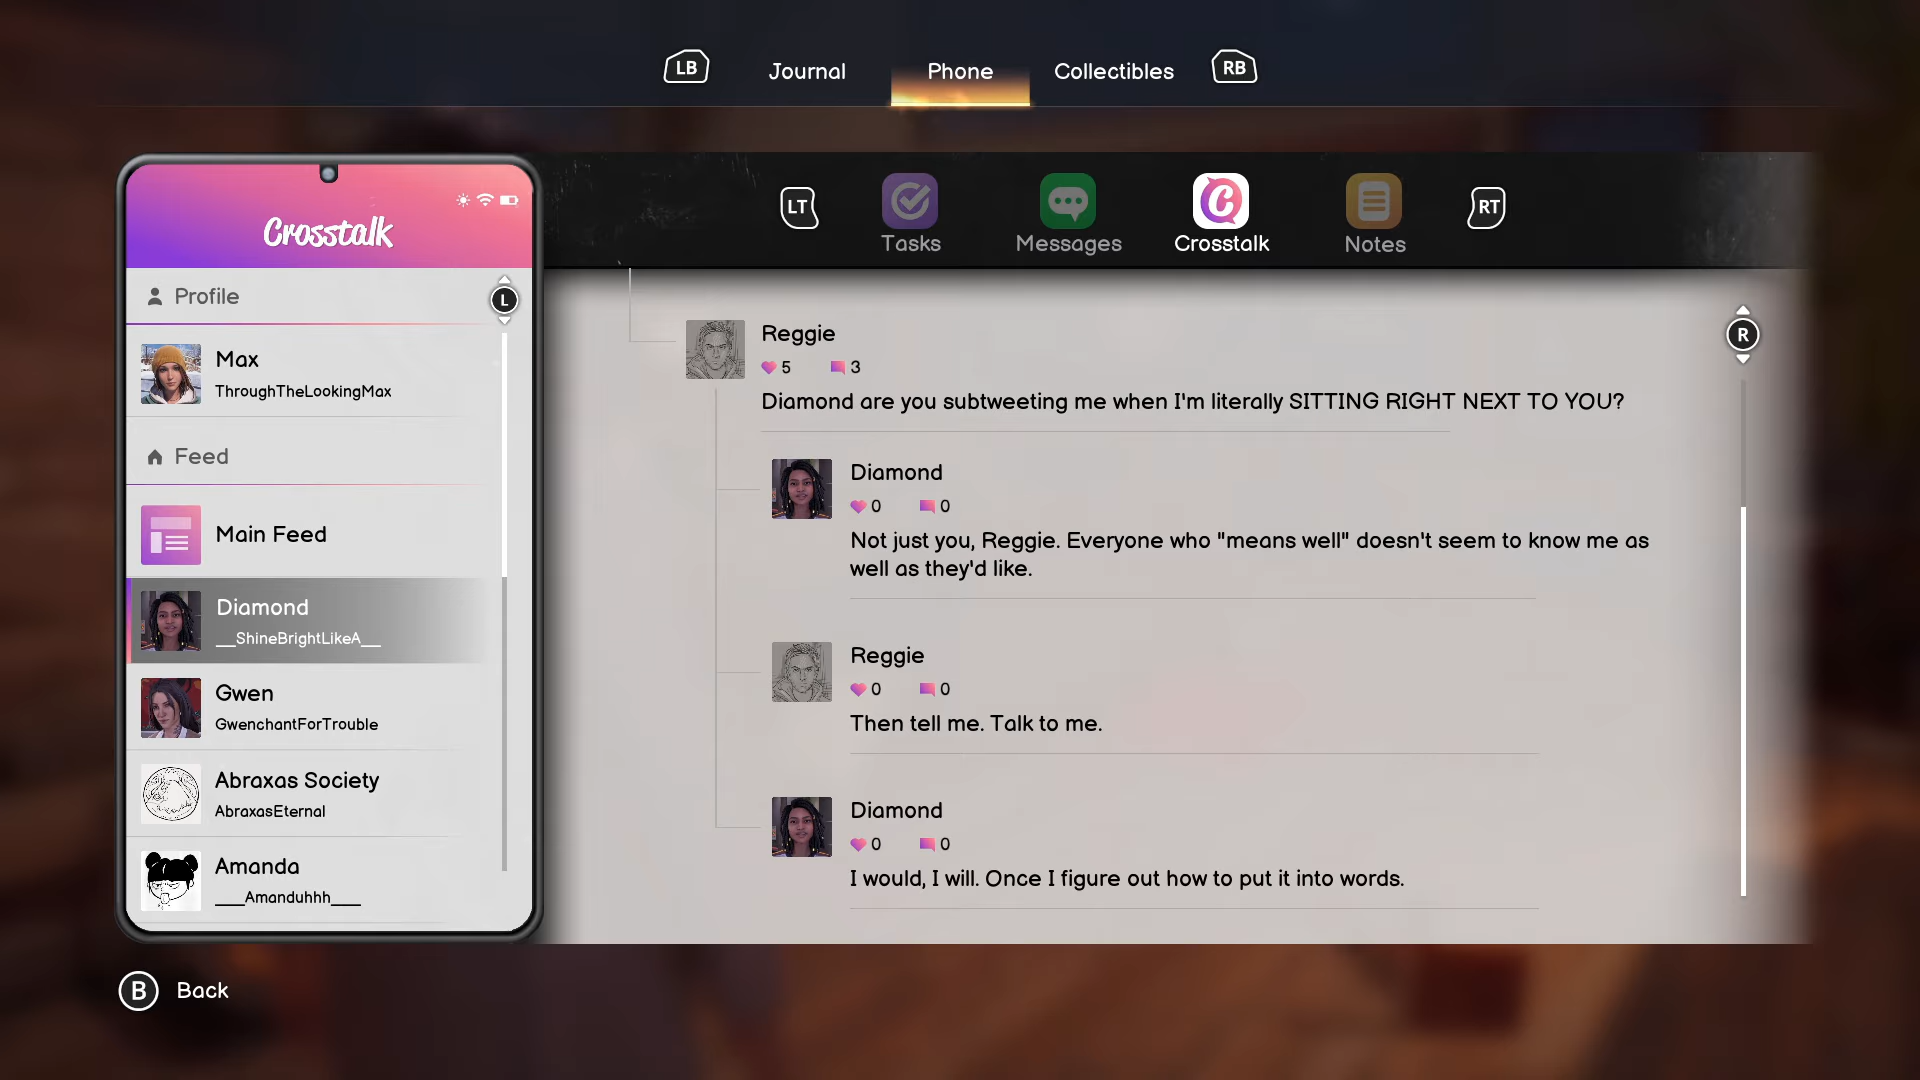 LB
Journal
Phone
Collectibles
RB
Crosstalk
Profile
L
Max
ThroughTheLookingMax
Feed
Main Feed
Diamond
__ShineBrightLikeA__
Gwen
GwenchantForTrouble
Abraxas Society
AbraxasEternal
Amanda
___Amanduhhh___
LT
Tasks
Messages
Crosstalk
Notes
RT
R
Reggie
5 3
Diamond are you subtweeting me when I'm literally SITTING RIGHT NEXT TO YOU?
Diamond
0 0
Not just you, Reggie. Everyone who "means well" doesn't seem to know me as
well as they'd like.
Reggie
0 0
Then tell me. Talk to me.
Diamond
0 0
I would, I will. Once I figure out how to put it into words.
B Back